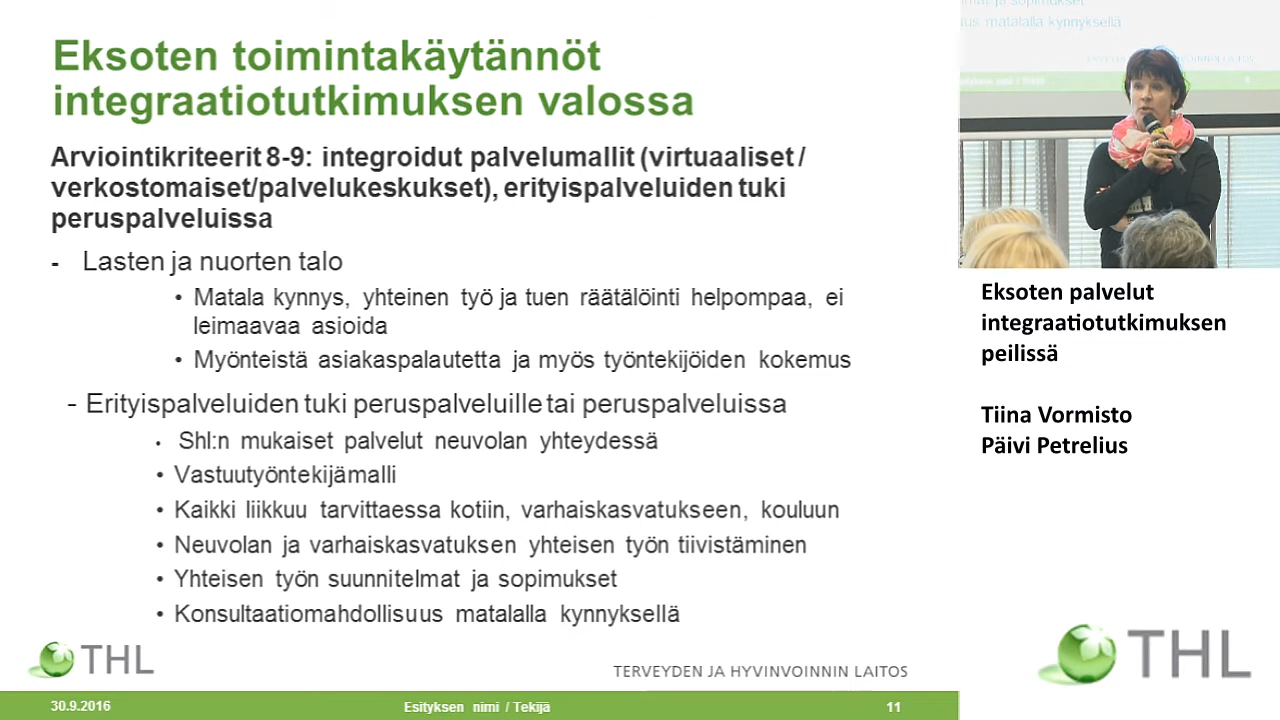 Eksoten toimintakäytännöt
integraatiotutkimuksen valossa
Arviointikriteerit 8-9: integroidut palvelumallit (virtuaaliset /
verkostomaiset/palvelukeskukset), erityispalveluiden tuki
peruspalveluissa
- Lasten ja nuorten talo
• Matala kynnys, yhteinen työ ja tuen räätälöinti helpompaa, ei
leimaavaa asioida
• Myönteistä asiakaspalautetta ja myös työntekijöiden kokemus
- Erityispalveluiden tuki peruspalveluille tai peruspalveluissa
• Shl:n mukaiset palvelut neuvolan yhteydessä
• Vastuutyöntekijämalli
• Kaikki liikkuu tarvittaessa kotiin, varhaiskasvatukseen, kouluun
• Neuvolan ja varhaiskasvatuksen yhteisen työn tiivistäminen
• Yhteisen työn suunnitelmat ja sopimukset
• Konsultaatiomahdollisuus matalalla kynnyksellä
THL
TERVEYDEN JA HYVINVOINNIN LAITOS
30.9.2016
Esityksen nimi / Tekijä
11
ja sopimukset
matalalla kynnyksellä
Eksoten palvelut
integraatiotutkimuksen
peilissä
Tiina Vormisto
Päivi Petrelius
THL